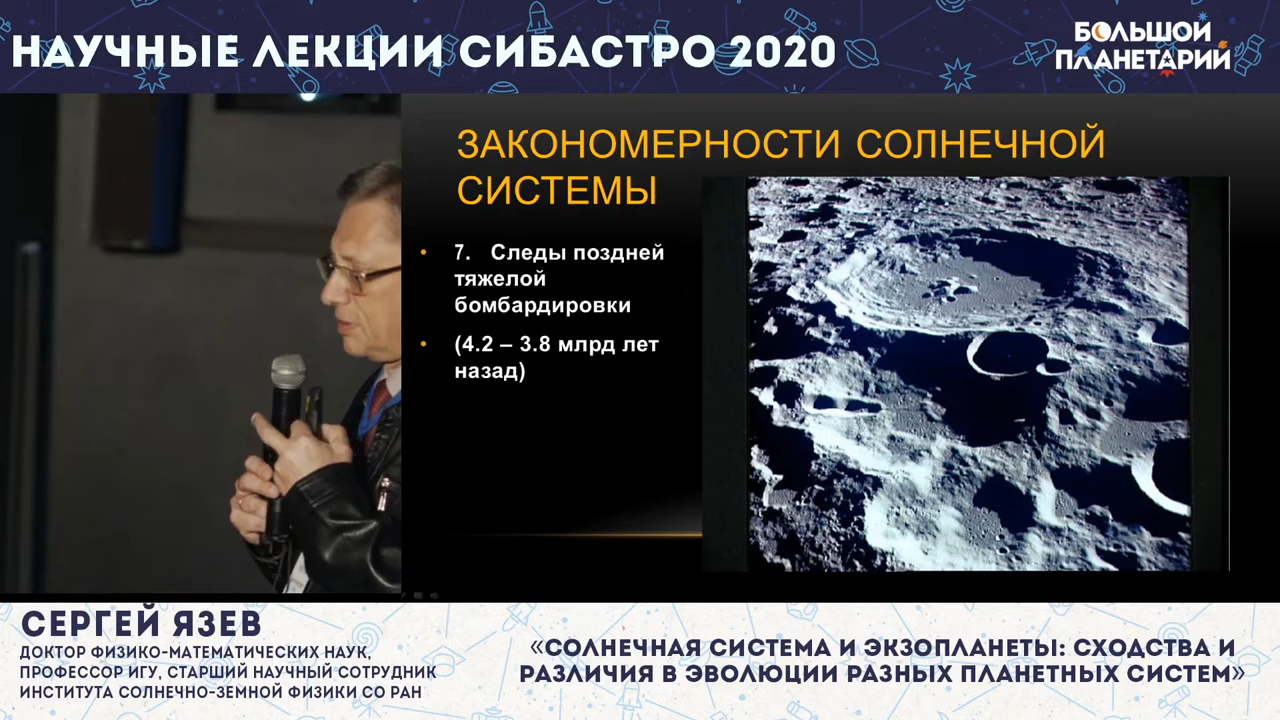 НАУЧНЫЕ ЛЕКЦИИ СИБАСТРО 2020
БОЛЬШОЙ
ПЛАНЕТАРИЙ
ЗАКОНОМЕРНОСТИ СОЛНЕЧНОЙ
СИСТЕМЫ
• 7. Следы поздней
тяжелой
бомбардировки
• (4.2 – 3.8 млрд лет
назад)
СЕРГЕЙ ЯЗЕВ
ДОКТОР ФИЗИКО-МАТЕМАТИЧЕСКИХ НАУК,
ПРОФЕССОР ИГУ, СТАРШИЙ НАУЧНЫЙ СОТРУДНИК
ИНСТИТУТА СОЛНЕЧНО-ЗЕМНОЙ ФИЗИКИ СО РАН
«СОЛНЕЧНАЯ СИСТЕМА И ЭКЗОПЛАНЕТЫ: СХОДСТВА И
РАЗЛИЧИЯ В ЭВОЛЮЦИИ РАЗНЫХ ПЛАНЕТНЫХ СИСТЕМ»